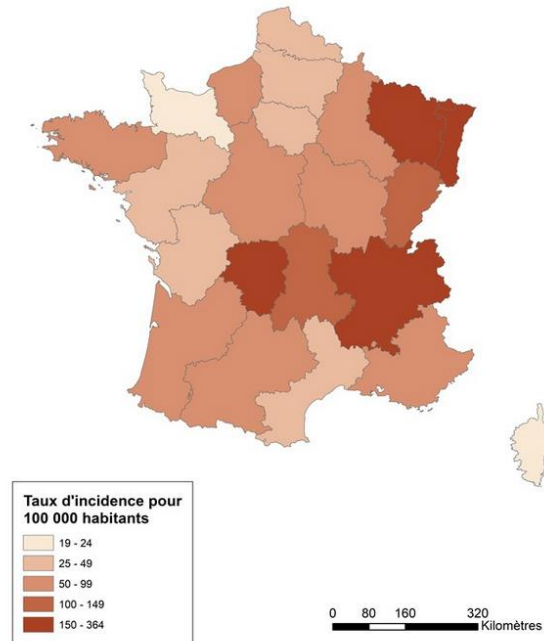 Taux d'incidence pour
100 000 habitants
19 - 24
25 - 49
50 - 99
100 - 149
150 - 364
0 80 160 320
Kilomètres